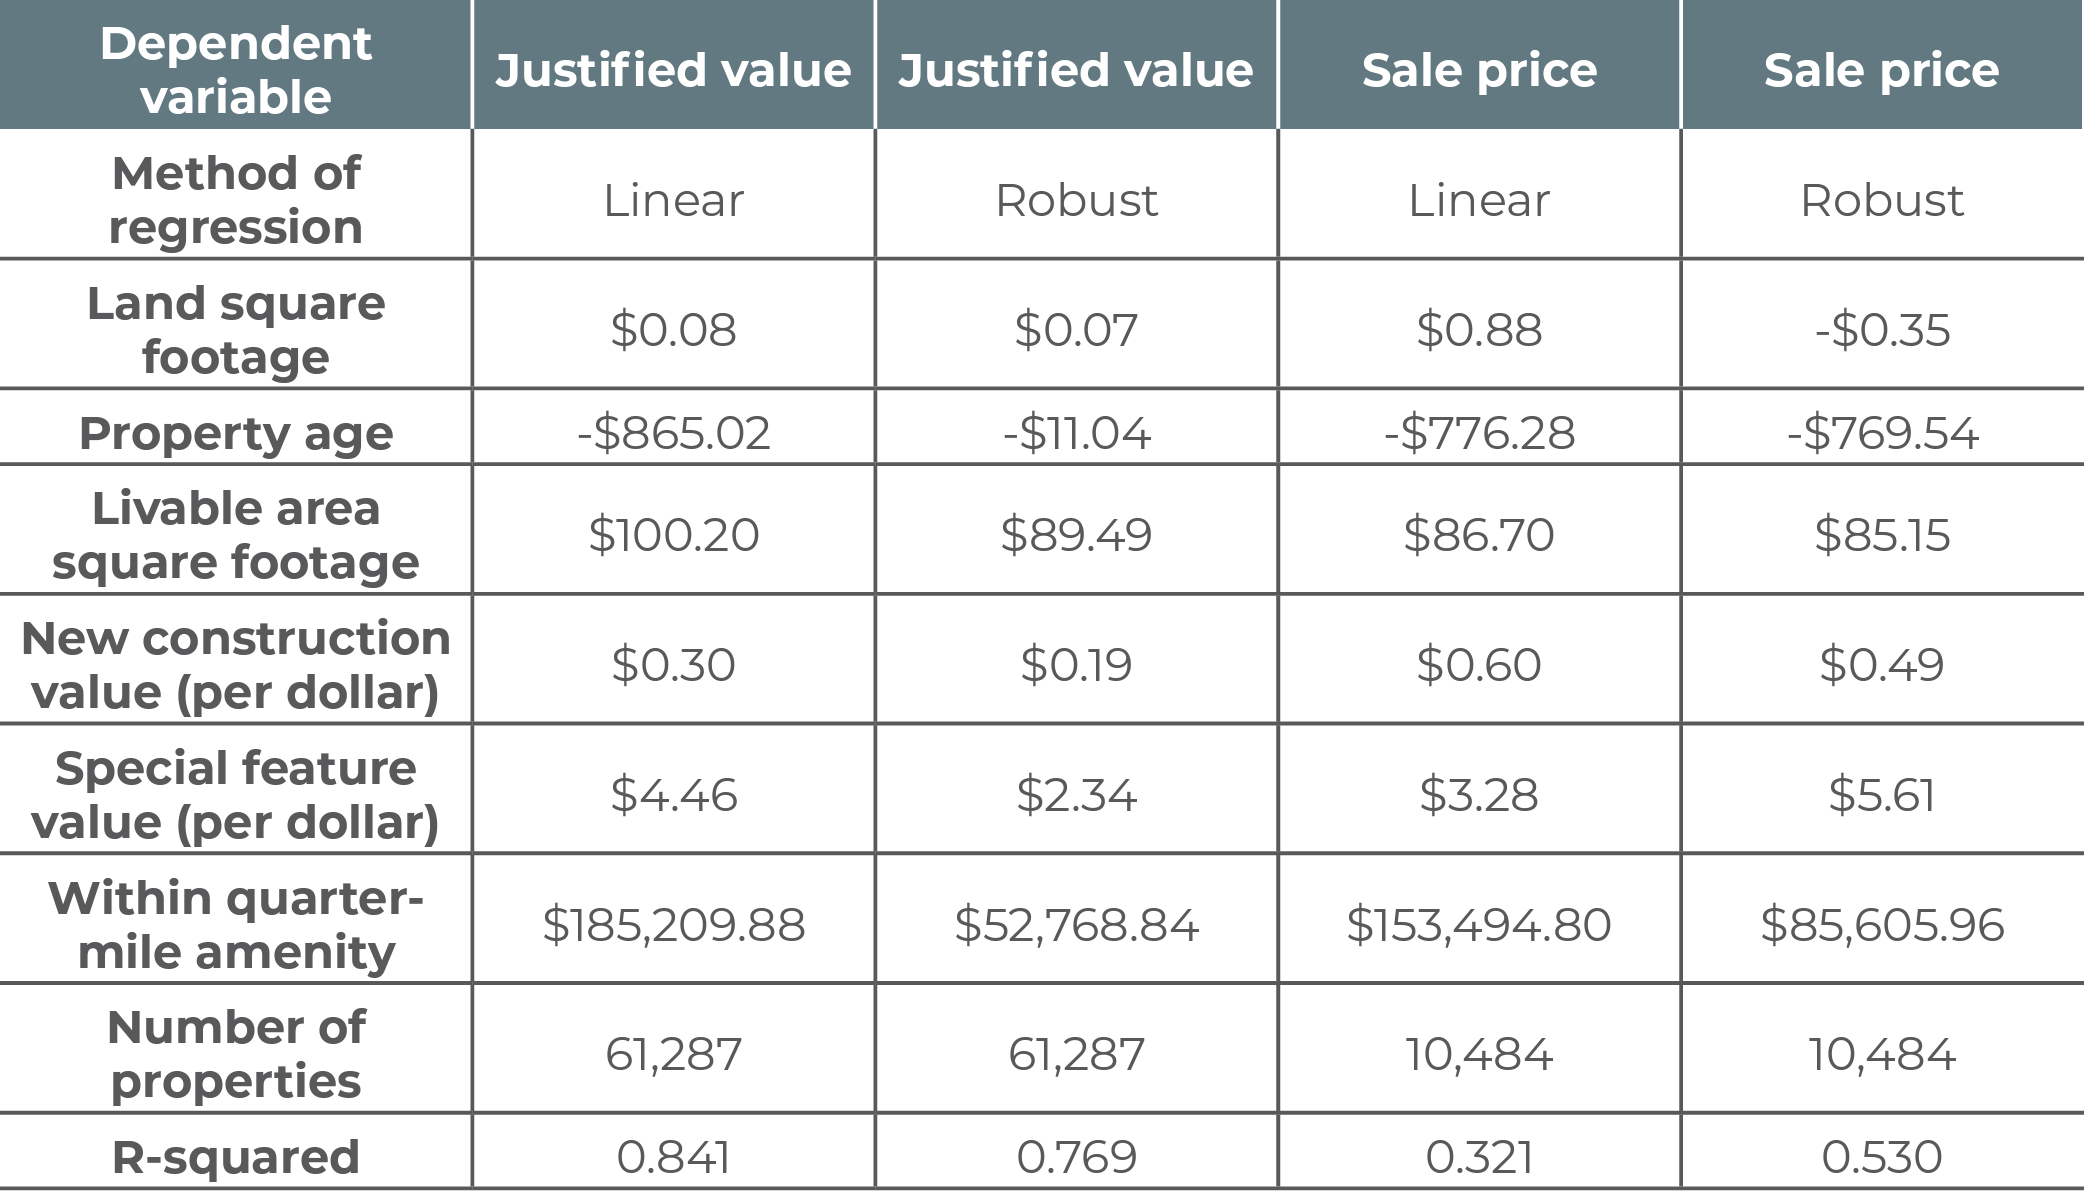 Dependent
variable
Justified value
Justified value
Sale price
Sale price
Method of
regression
Linear
Robust
Linear
Robust
Land square
footage
$0.08
$0.07
$0.88
-$0.35
Property age
-$865.02
-$11.04
-$776.28
-$769.54
Livable area
square footage
$100.20
$89.49
$86.70
$85.15
New construction
value (per dollar)
$0.30
$0.19
$0.60
$0.49
Special feature
value (per dollar)
$4.46
$2.34
$3.28
$5.61
Within quarter-
mile amenity
$185,209.88
$52,768.84
$153,494.80
$85,605.96
Number of
properties
61,287
61,287
10,484
10,484
R-squared
0.841
0.769
0.321
0.530